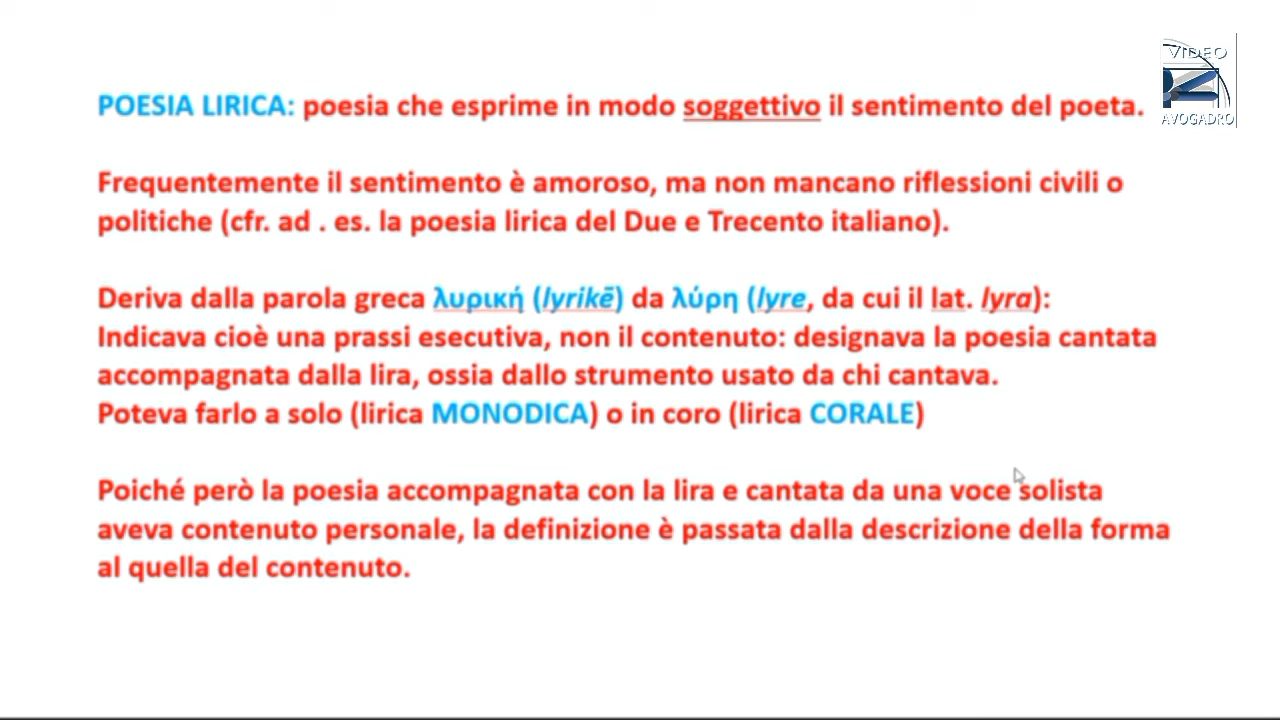 VIDEO
AVOGADRO
POESIA LIRICA: poesia che esprime in modo soggettivo il sentimento del poeta.
Frequentemente il sentimento è amoroso, ma non mancano riflessioni civili o
politiche (cfr. ad . es. la poesia lirica del Due e Trecento italiano).
Deriva dalla parola greca λυρική (lyrikē) da λύρη (lyre, da cui il lat. lyra):
Indicava cioè una prassi esecutiva, non il contenuto: designava la poesia cantata
accompagnata dalla lira, ossia dallo strumento usato da chi cantava.
Poteva farlo a solo (lirica MONODICA) o in coro (lirica CORALE)
Poiché però la poesia accompagnata con la lira e cantata da una voce solista
aveva contenuto personale, la definizione è passata dalla descrizione della forma
al quella del contenuto.